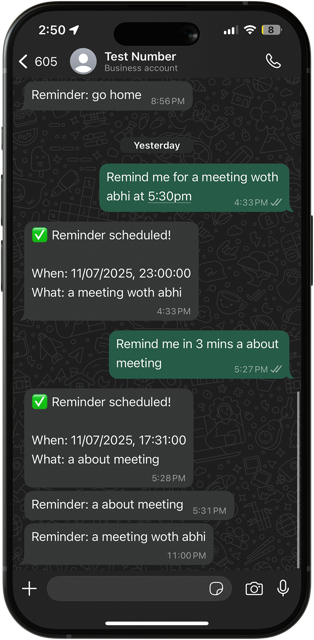 2:50
8
605
Test Number
Business account
Reminder: go home
8:56 PM
Yesterday
Remind me for a meeting woth
abhi at 5:30pm
4:33 PM
✅ Reminder scheduled!
When: 11/07/2025, 23:00:00
What: a meeting woth abhi
4:33 PM
Remind me in 3 mins a about
meeting
5:27 PM
✅ Reminder scheduled!
When: 11/07/2025, 17:31:00
What: a about meeting
5:28 PM
Reminder: a about meeting
5:31 PM
Reminder: a meeting woth abhi
11:00 PM